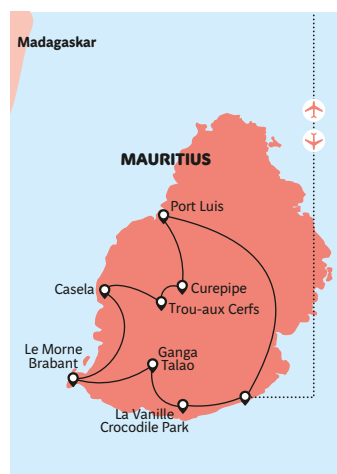 Madagaskar
MAURITIUS
Port Luis
Curepipe
Casela
Trou-aux Cerfs
Le Morne
Brabant
Ganga
Talao
La Vanille
Crocodile Park